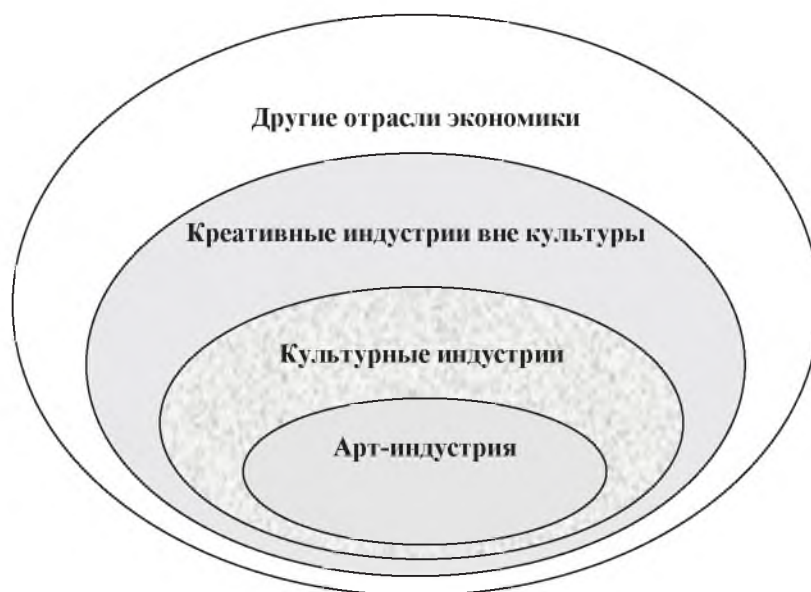 Другие отрасли экономики
Креативные индустрии вне культуры
Культурные индустрии
Арт-индустрия